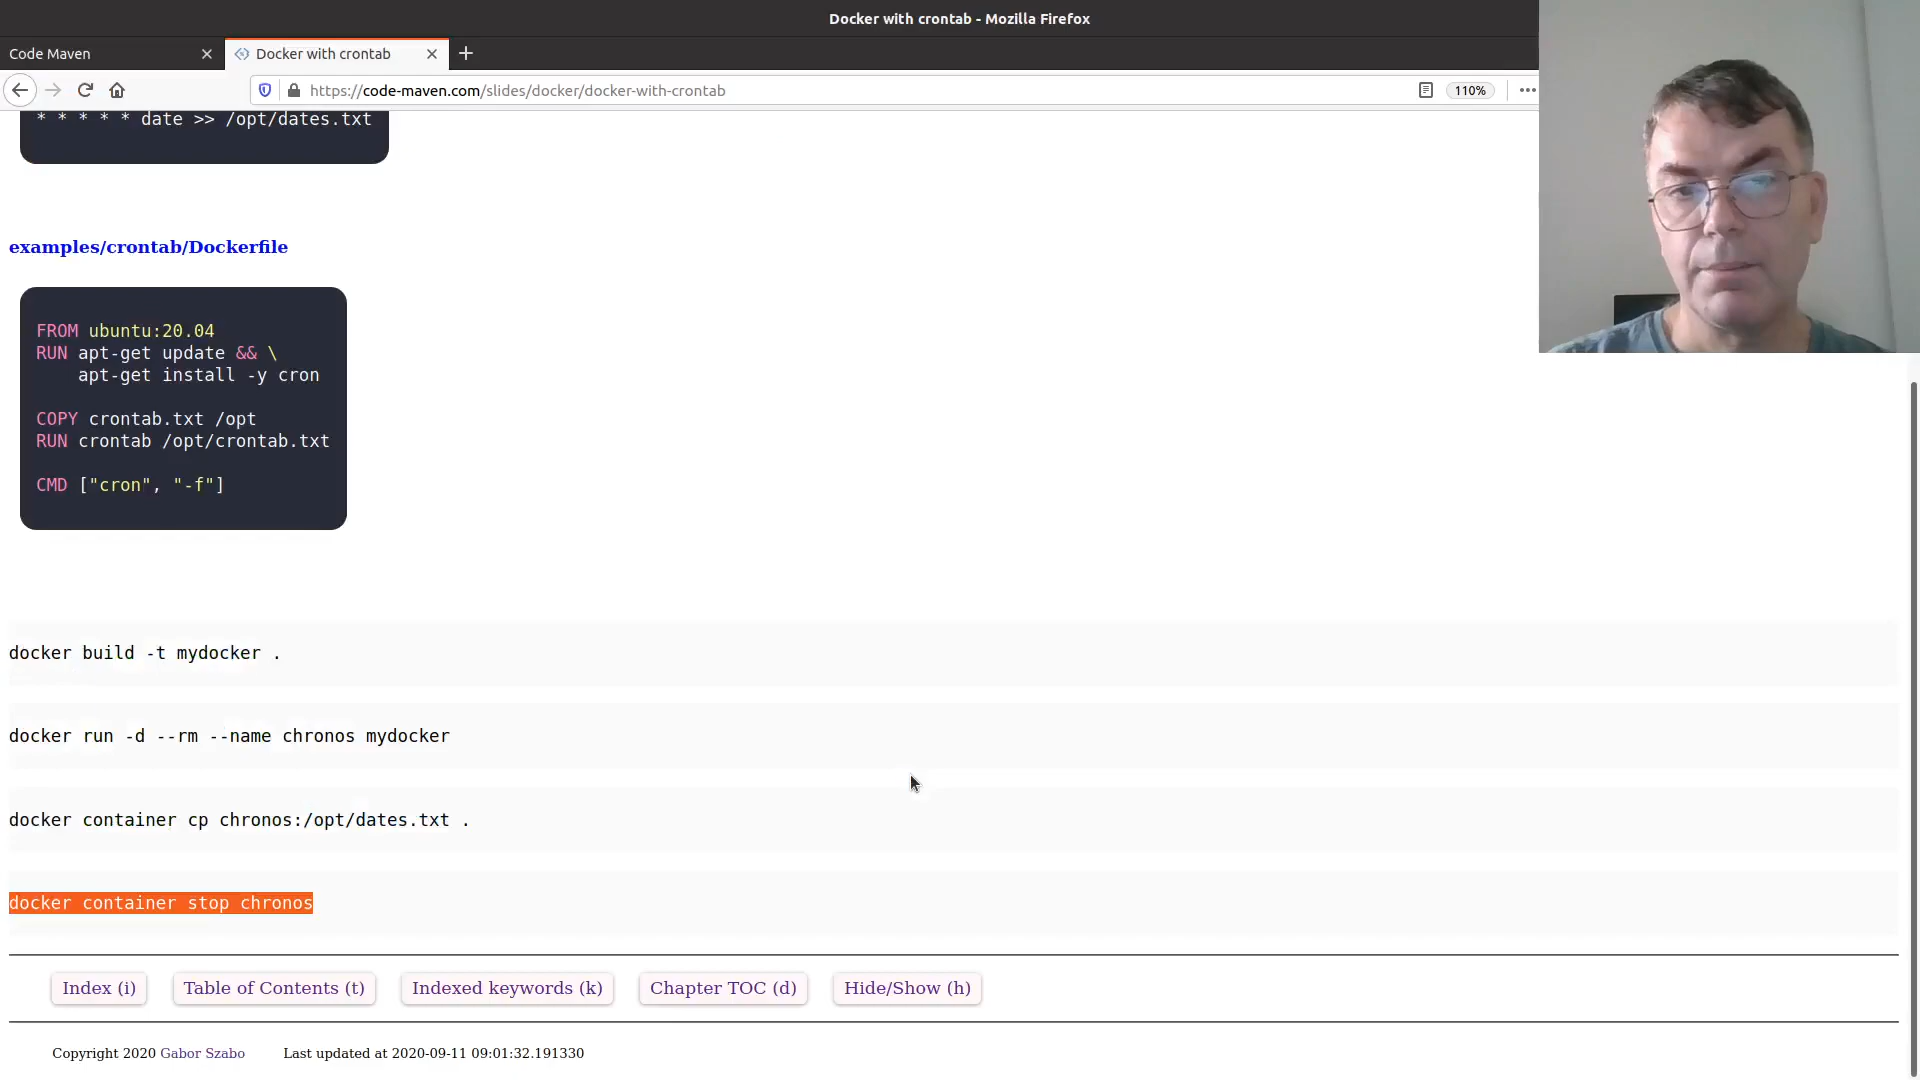 Docker with crontab - Mozilla Firefox
Code Maven
Docker with crontab
https://code-maven.com/slides/docker/docker-with-crontab
110%
* * * * * date >> /opt/dates.txt
examples/crontab/Dockerfile
FROM ubuntu:20.04
RUN apt-get update && \
    apt-get install -y cron
COPY crontab.txt /opt
RUN crontab /opt/crontab.txt
CMD ["cron", "-f"]
docker build -t mydocker .
docker run -d --rm --name chronos mydocker
docker container cp chronos:/opt/dates.txt .
docker container stop chronos
Index (i) Table of Contents (t) Indexed keywords (k) Chapter TOC (d) Hide/Show (h)
Copyright 2020 Gabor Szabo Last updated at 2020-09-11 09:01:32.191330